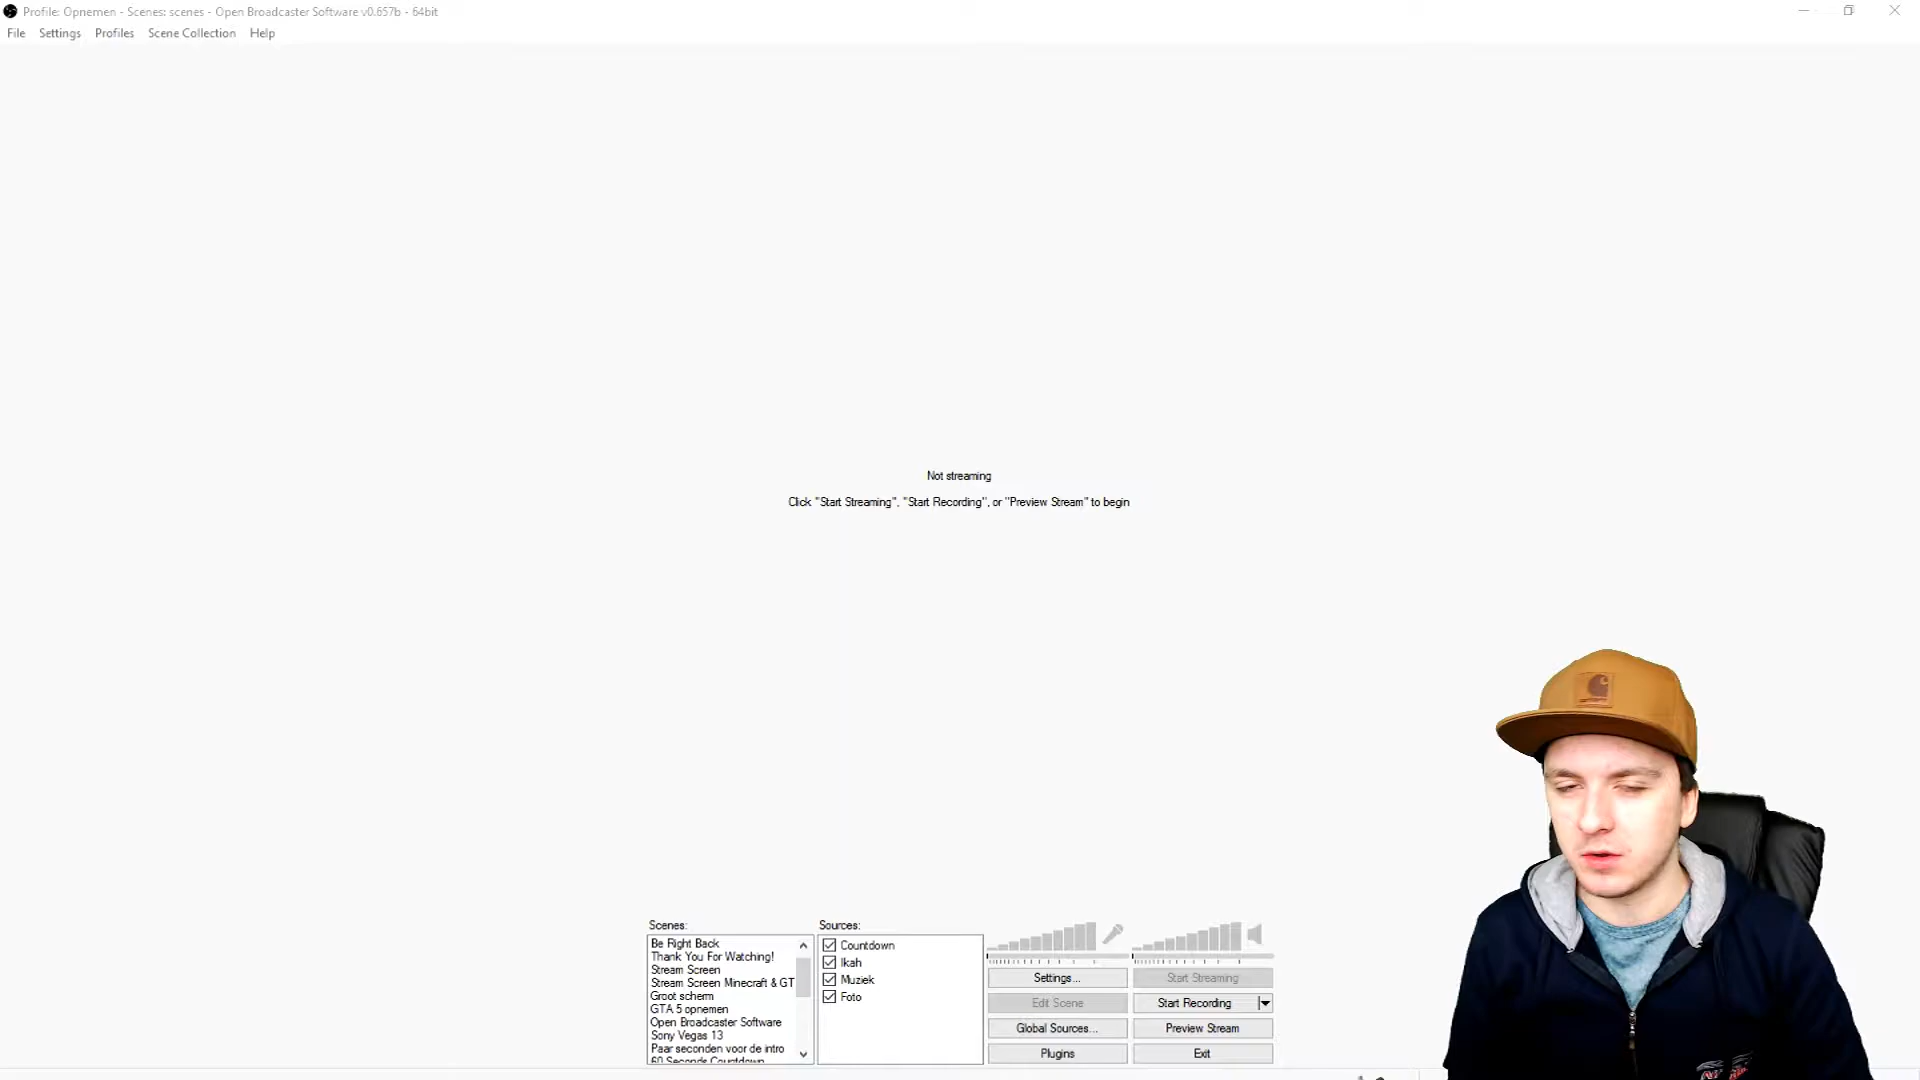 Profile: Opnemen - Scenes: scenes - Open Broadcaster Software v0.657b - 64bit
File Settings Profiles Scene Collection Help
Not streaming
Click "Start Streaming", "Start Recording", or "Preview Stream" to begin
Scenes:
Be Right Back
Thank You For Watching!
Stream Screen
Stream Screen Minecraft & GT
Groot scherm
GTA 5 opnemen
Open Broadcaster Software
Sony Vegas 13
Paar seconden voor de intro
60 Seconds Countdown
Sources:
Countdown
Ikah
Muziek
Foto
Settings...
Start Streaming
Edit Scene
Start Recording
Global Sources...
Preview Stream
Plugins
Exit